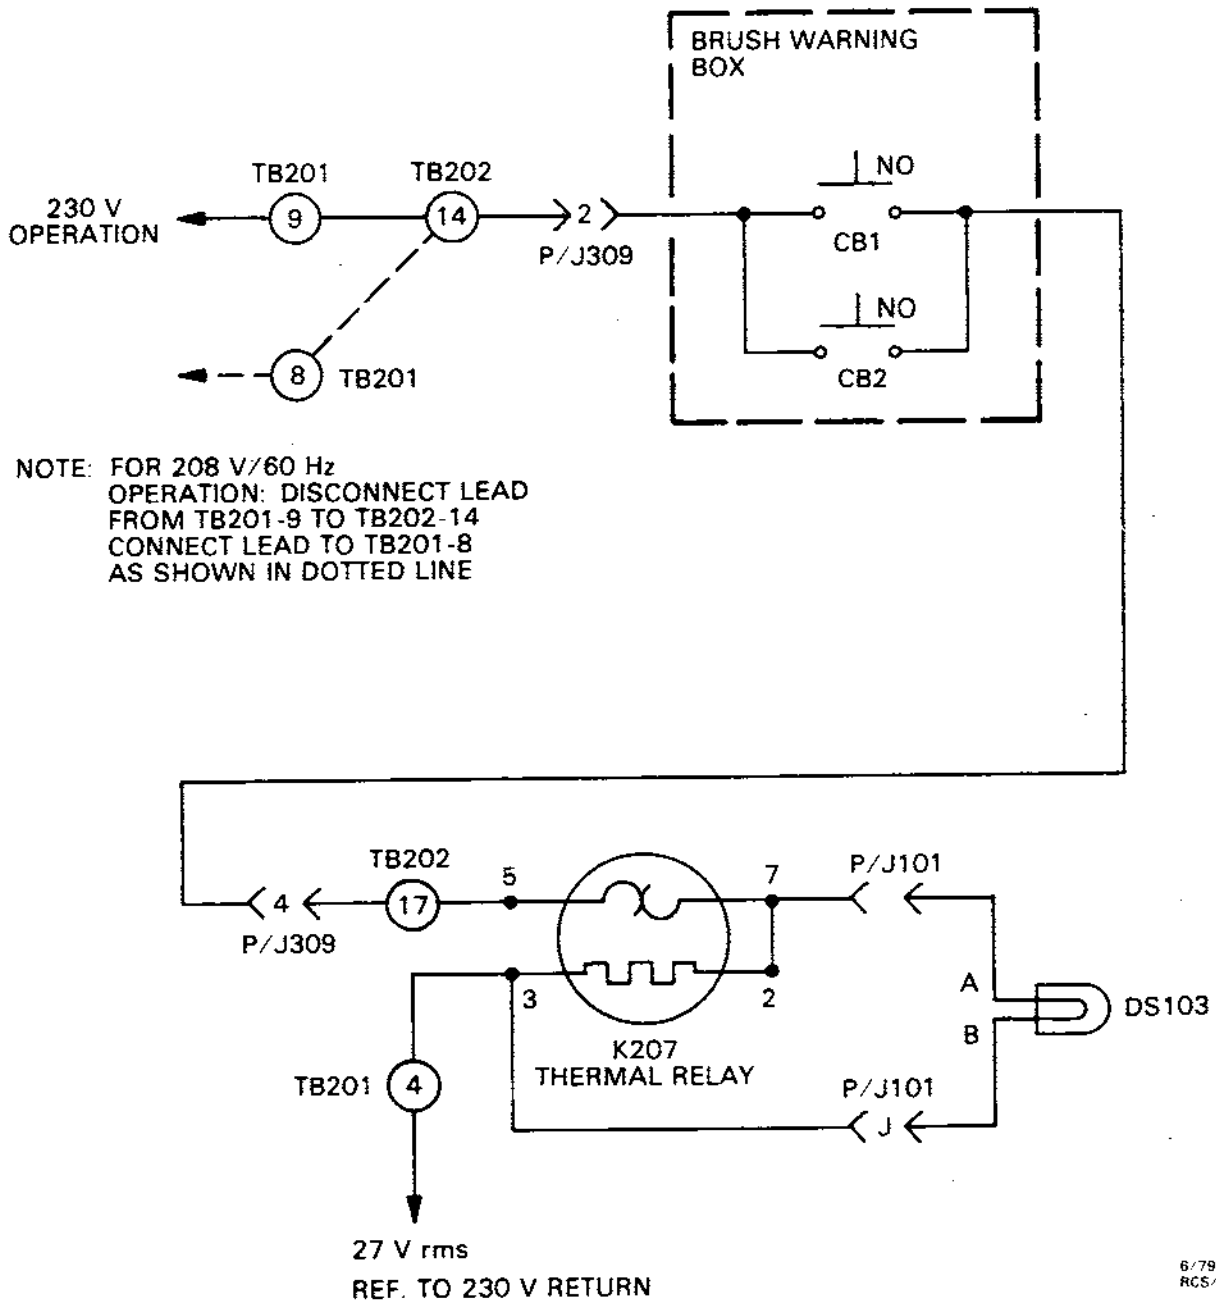 BRUSH WARNING
BOX
NO
CB1
NO
CB2
TB201
TB202
230 V
OPERATION
9
14
2
P/J309
8
TB201
NOTE: FOR 208 V/60 Hz
OPERATION: DISCONNECT LEAD
FROM TB201-9 TO TB202-14
CONNECT LEAD TO TB201-8
AS SHOWN IN DOTTED LINE
TB202
5
7
P/J101
4
17
P/J309
3
2
A
B
DS103
K207
THERMAL RELAY
TB201
4
P/J101
J
27 V rms
REF. TO 230 V RETURN
6/79
RCS/